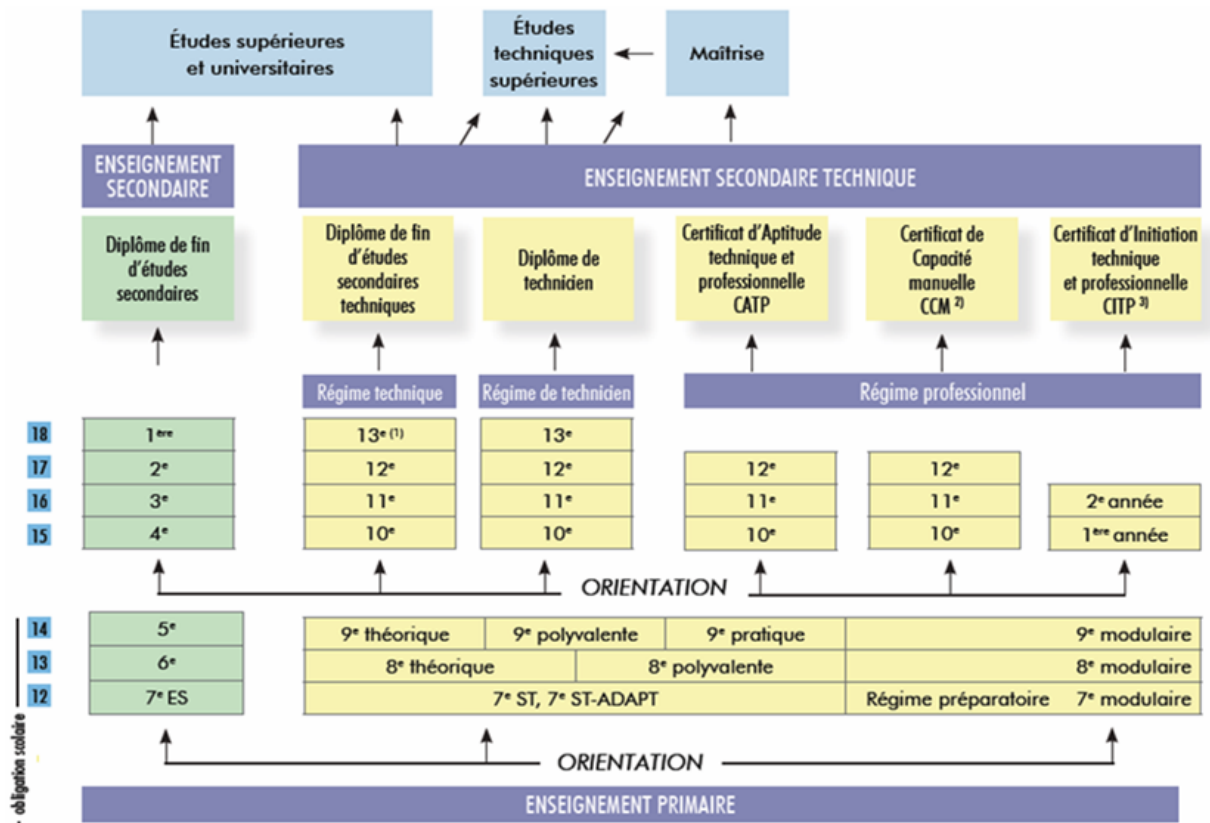 Études supérieures
et universitaires
Études
techniques
supérieures
Maîtrise
ENSEIGNEMENT
SECONDAIRE
ENSEIGNEMENT SECONDAIRE TECHNIQUE
Diplôme de fin
d'études
secondaires
Diplôme de fin
d'études
secondaires
techniques
Diplôme de
technicien
Certificat d'Aptitude
technique et
professionnelle
CATP
Certificat de
Capacité
manuelle
CCM 2)
Certificat d'Initiation
technique
et professionnelle
CITP 3)
Régime technique
Régime de technicien
Régime professionnel
18 1ère 13e (1) 13e
17 2e 12e 12e 12e 12e
16 3e 11e 11e 11e 11e 2e année
15 4e 10e 10e 10e 10e 1ère année
ORIENTATION
14 5e 9e théorique 9e polyvalente 9e pratique 9e modulaire
13 6e 8e théorique 8e polyvalente 8e modulaire
12 7e ES 7e ST, 7e ST-ADAPT Régime préparatoire 7e modulaire
ORIENTATION
obligation scolaire
ENSEIGNEMENT PRIMAIRE